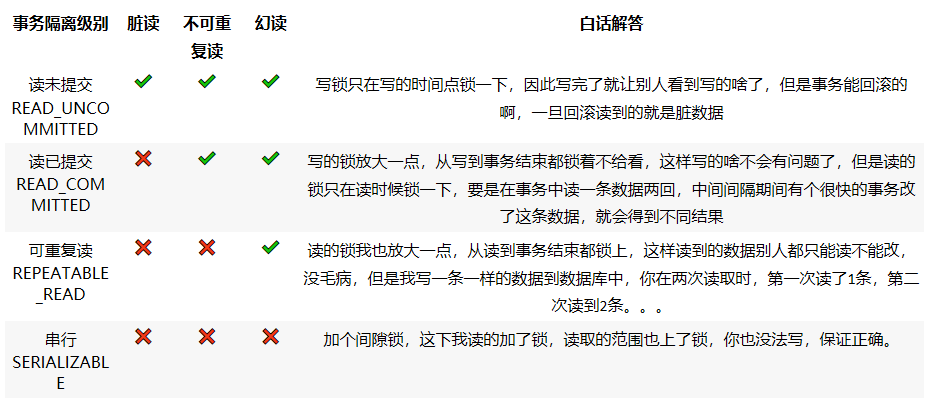 事务隔离级别 脏读 不可重 幻读 白话解答
复读
读未提交 写锁只在写的时间点锁一下，因此写完了就让别人看到写的啥了，但是事务能回滚的
READ_UNCO 啊，一旦回滚读到的就是脏数据
MMITTED
读已提交 写的锁放大一点，从写到事务结束都锁着不给看，这样写的啥不会有问题了，但是读的
READ_COM 锁只在读时候锁一下，要是在事务中读一条数据两回，中间间隔期间有个很快的事务改
MITTED 了这条数据，就会得到不同结果
可重复读 读的锁我也放大一点，从读到事务结束都锁上，这样读到的数据别人都只能读不能改，
REPEATABLE 没毛病，但是我写一条一样的数据到数据库中，你在两次读取时，第一次读了1条，第二
_READ 次读到2条。。。
串行 加个间隙锁，这下我读的加了锁，读取的范围也上了锁，你也没法写，保证正确。
SERIALIZABL
E